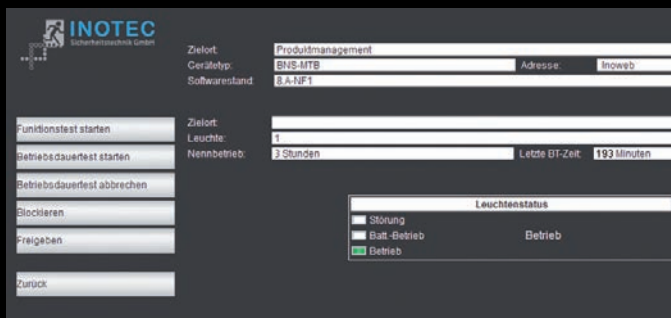 INOTEC
Sicherheitstechnik GmbH
Zielort: Produktmanagement
Gerätetyp: BNS-MTB Adresse: Inoweb
Softwarestand: 8.A-NF1
Zielort:
Leuchte: 1
Nennbetrieb: 3 Stunden Letzte BT-Zeit: 193 Minuten
Funktionstest starten
Betriebsdauertest starten
Betriebsdauertest abbrechen
Blockieren
Freigeben
Zurück
Leuchtenstatus
Störung
Batt.-Betrieb Betrieb
Betrieb